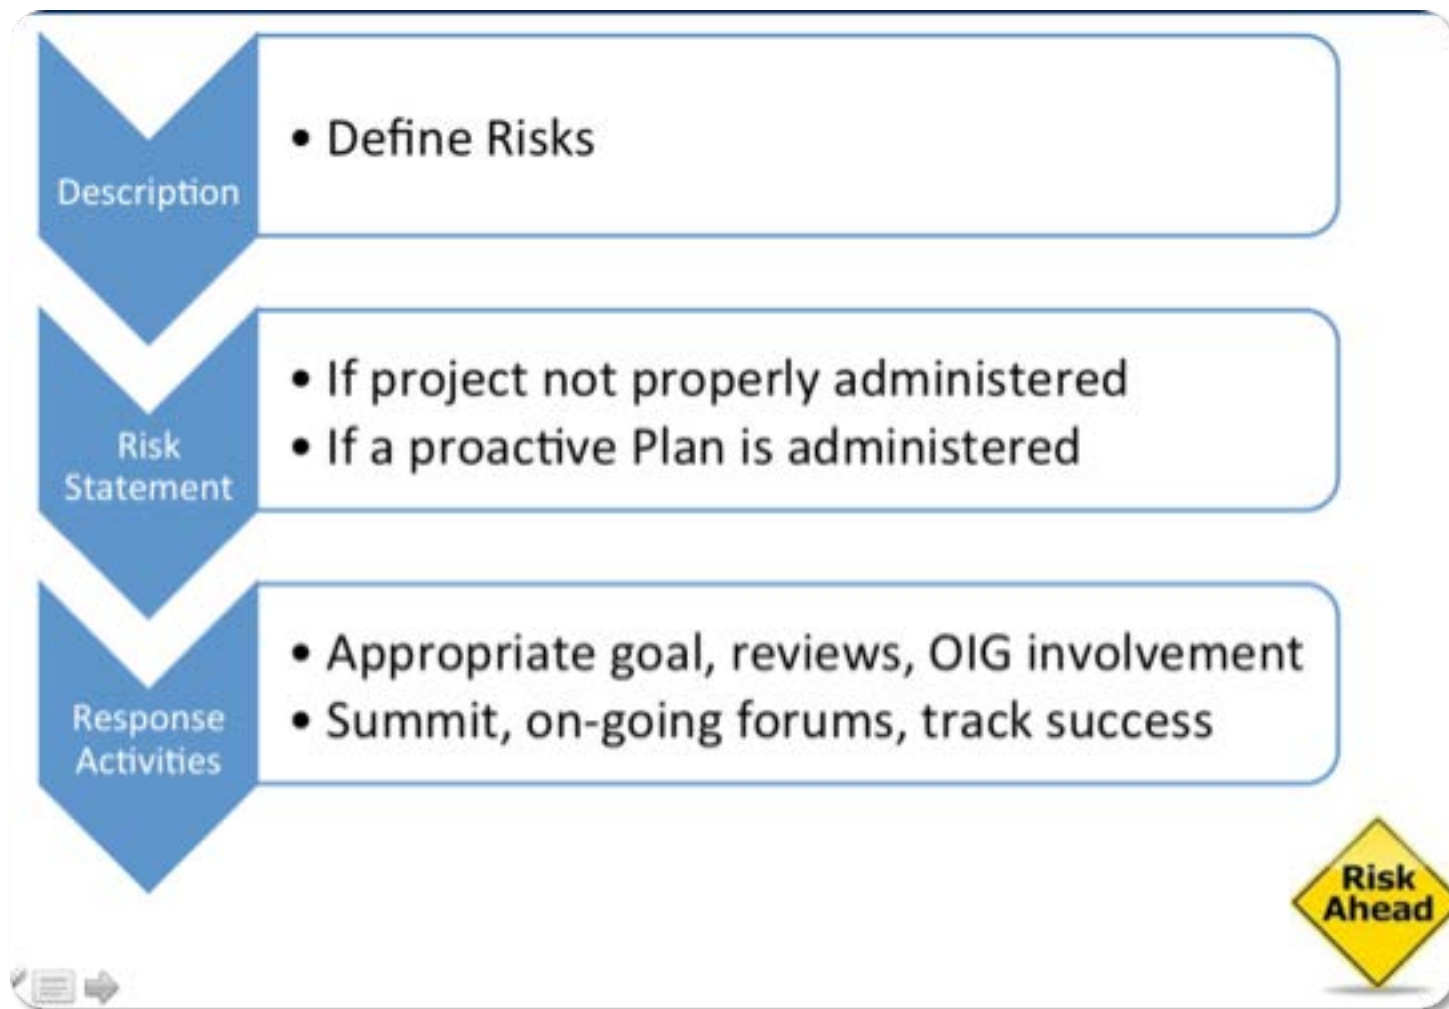 Description
• Define Risks
Risk
Statement
• If project not properly administered
• If a proactive Plan is administered
Response
Activities
• Appropriate goal, reviews, OIG involvement
• Summit, on-going forums, track success
Risk
Ahead